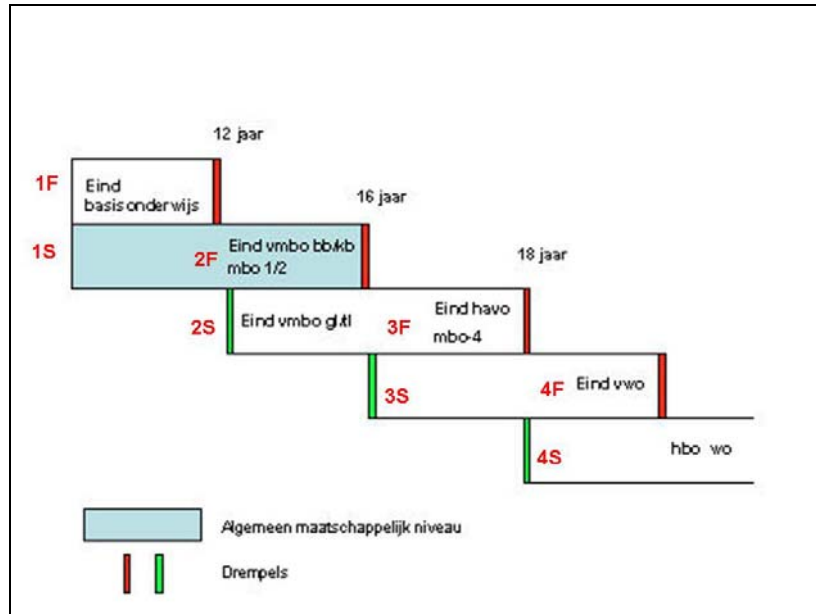 12 jaar
1F
Eind
basisonderwijs
16 jaar
1S
2F
Eind vmbo bb/kb
mbo 1/2
18 jaar
2S
Eind vmbo gl/tl
3F
Eind havo
mbo-4
3S
4F
Eind vwo
4S
hbo wo
Algemeen maatschappelijk niveau
Drempels